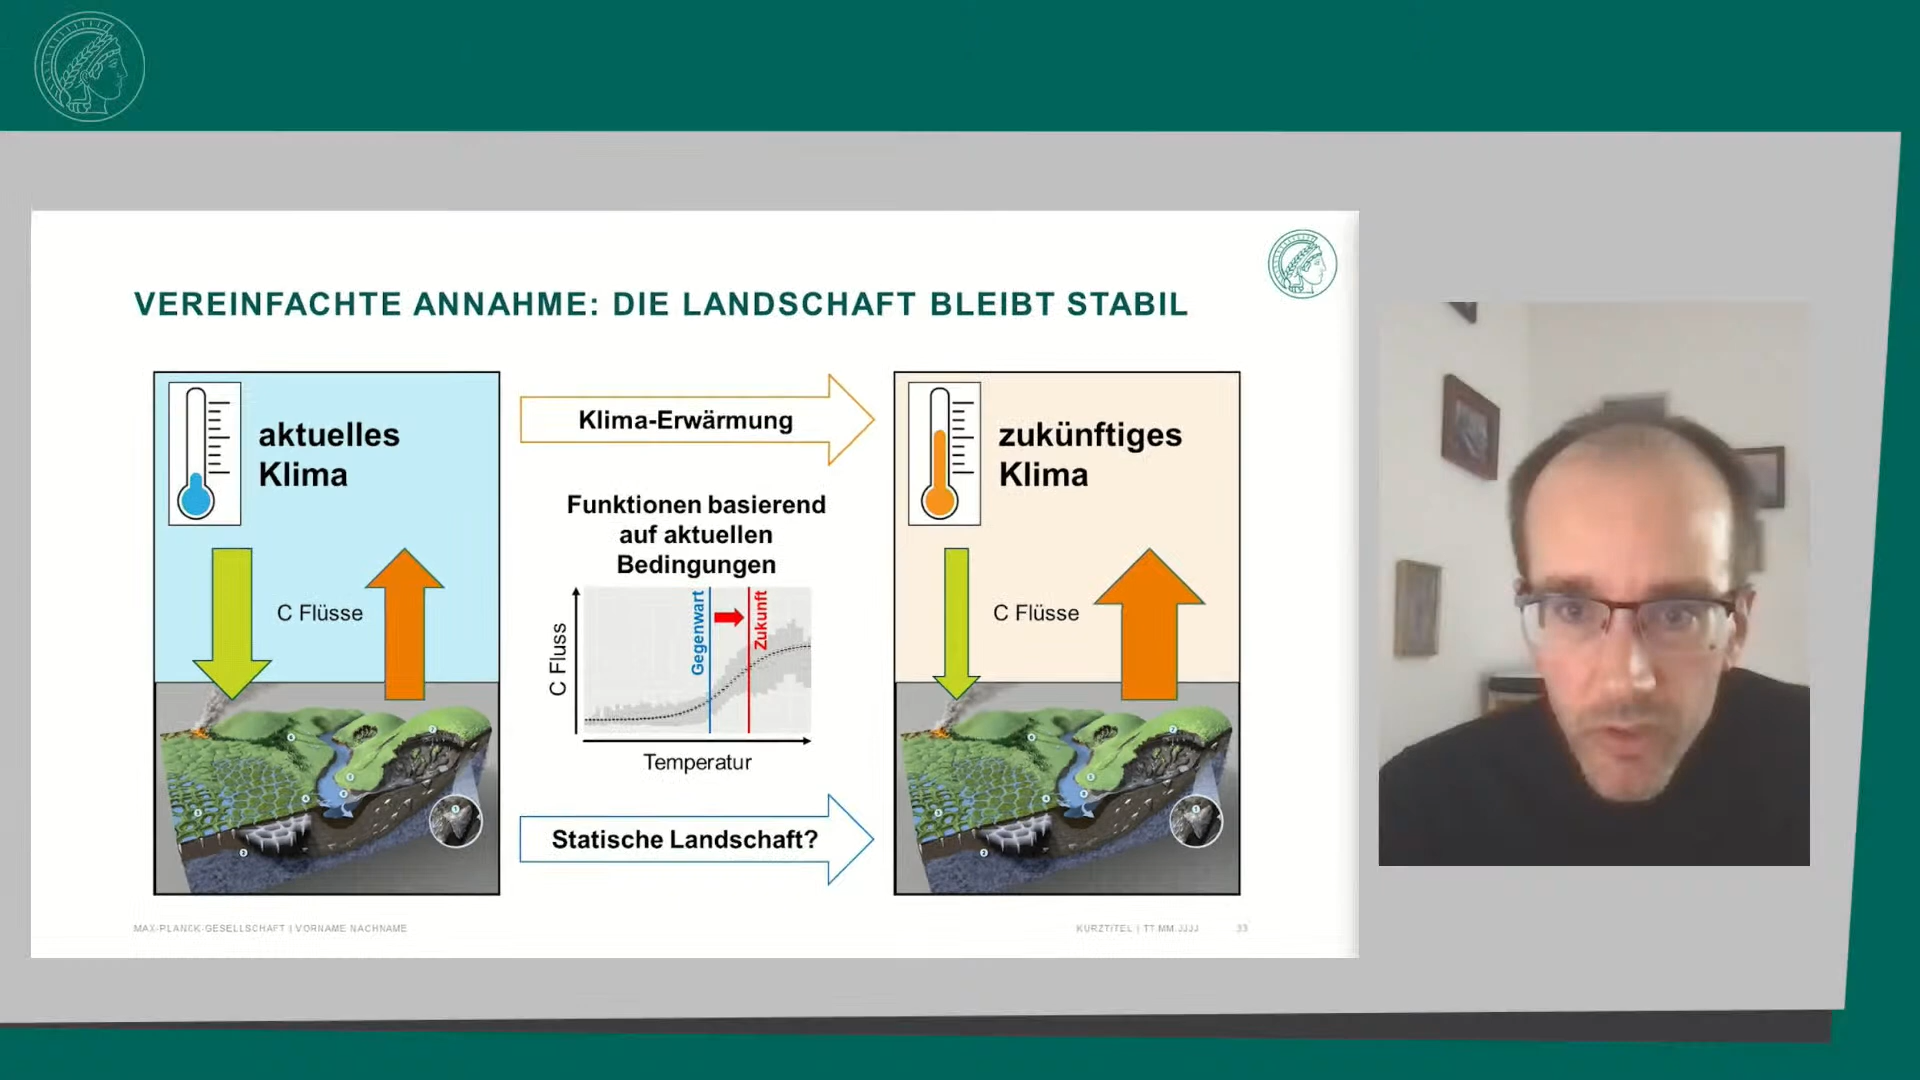 VEREINFACHTE ANNAHME: DIE LANDSCHAFT BLEIBT STABIL
aktuelles
Klima
C Flüsse
Klima-Erwärmung
Funktionen basierend
auf aktuellen
Bedingungen
C Fluss
Gegenwart
Zukunft
Temperatur
Statische Landschaft?
zukünftiges
Klima
C Flüsse
MAX-PLANCK-GESELLSCHAFT | VORNAME NACHNAME
KURZTITEL | TT.MM.JJJJ
33